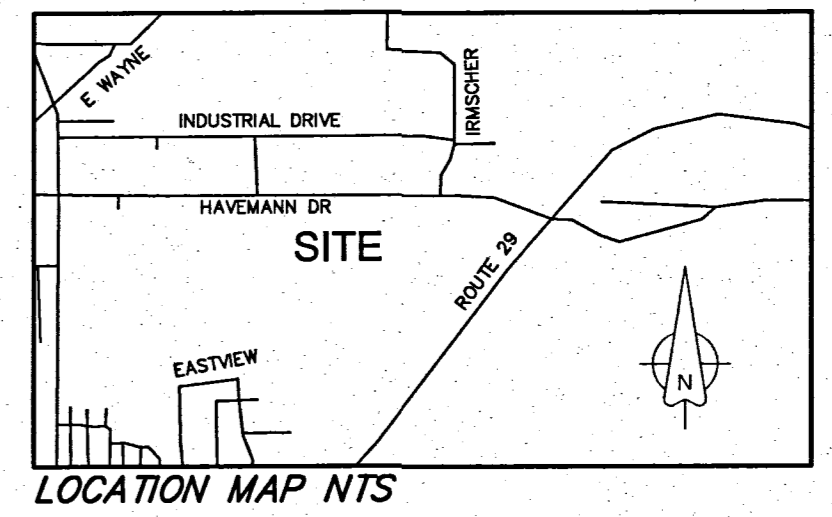 E. WAYNE
IRMSCHER
INDUSTRIAL DRIVE
HAVEMANN DR
SITE
ROUTE 29
EASTVIEW
N
LOCATION MAP NTS